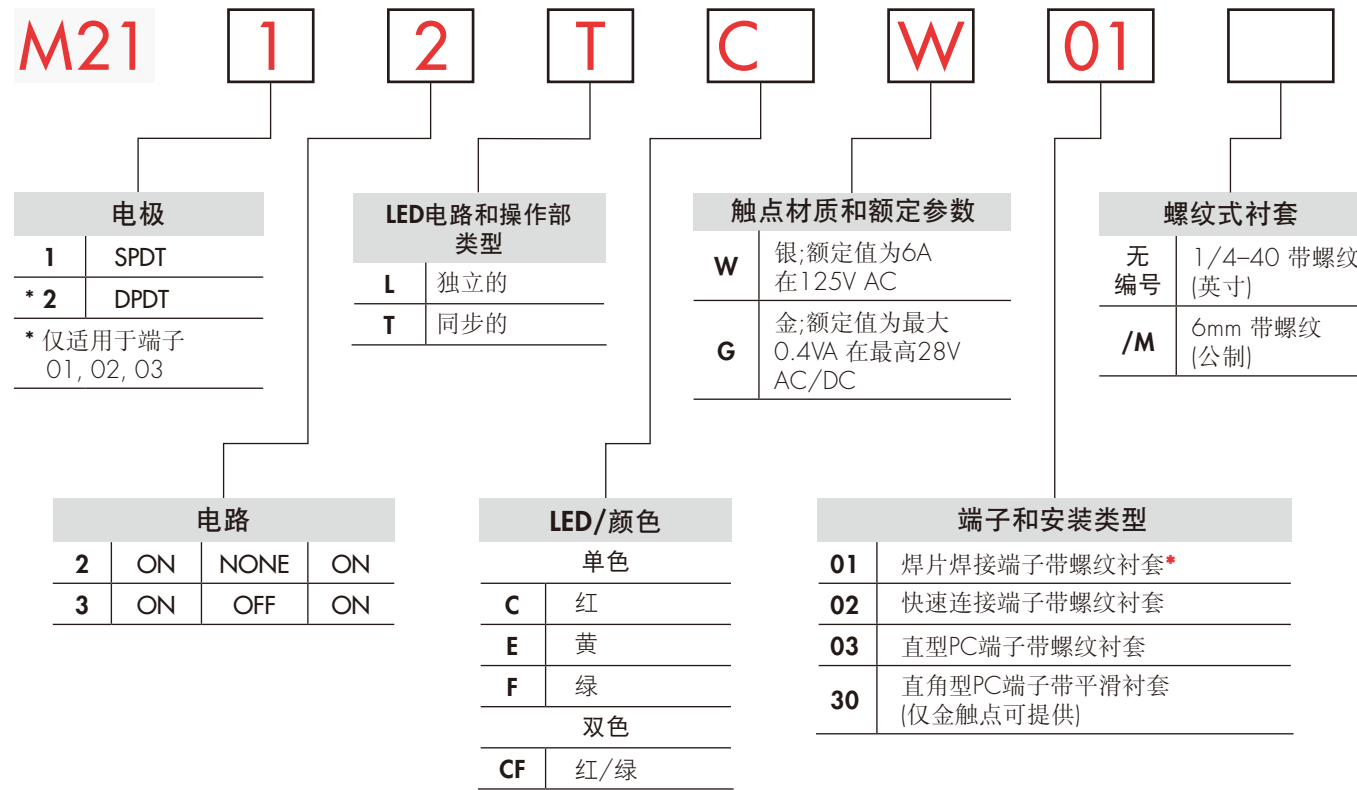 M21 1 2 T C W 01
电极
1 SPDT
* 2 DPDT
* 仅适用于端子
01, 02, 03
LED电路和操作部
类型
L 独立的
T 同步的
触点材质和额定参数
W 银;额定值为6A
在125V AC
G 金;额定值为最大
0.4VA 在最高28V
AC/DC
螺纹式衬套
无
编号 1/4–40 带螺纹
(英寸)
/M 6mm 带螺纹
(公制)
电路
2 ON NONE ON
3 ON OFF ON
LED/颜色
单色
C 红
E 黄
F 绿
双色
CF 红/绿
端子和安装类型
01 焊片焊接端子带螺纹衬套*
02 快速连接端子带螺纹衬套
03 直型PC端子带螺纹衬套
30 直角型PC端子带平滑衬套
(仅金触点可提供)